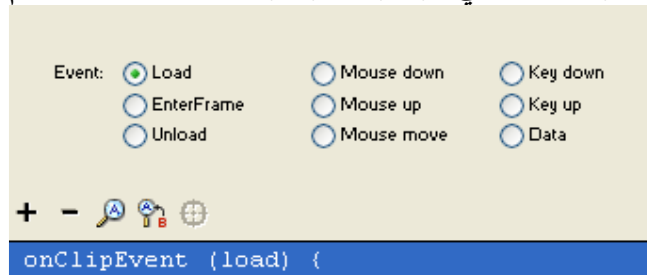 Event: Load Mouse down Key down
EnterFrame Mouse up Key up
Unload Mouse move Data
onClipEvent (load) {